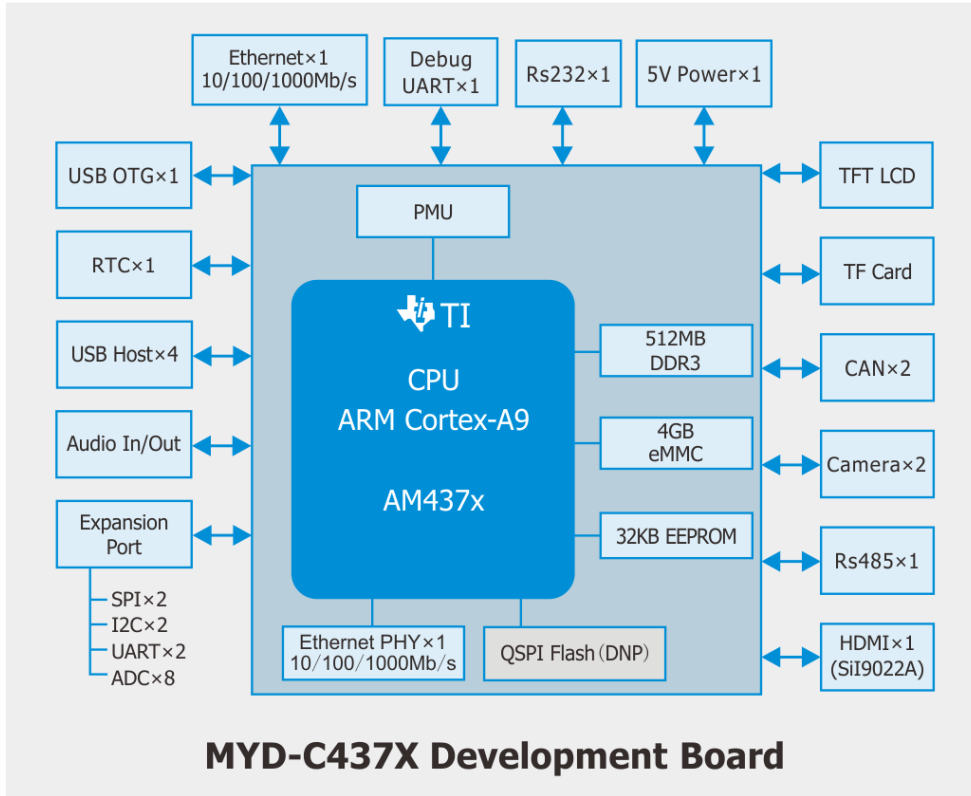 Ethernet×1
10/100/1000Mb/s
Debug
UART×1
Rs232×1
5V Power×1
USB OTG×1
RTC×1
USB Host×4
Audio In/Out
Expansion
Port
SPI×2
I2C×2
UART×2
ADC×8
PMU
TI
CPU
ARM Cortex-A9
AM437x
512MB
DDR3
4GB
eMMC
32KB EEPROM
Ethernet PHY×1
10/100/1000Mb/s
QSPI Flash(DNP)
TFT LCD
TF Card
CAN×2
Camera×2
Rs485×1
HDMI×1
(SiI9022A)
MYD-C437X Development Board